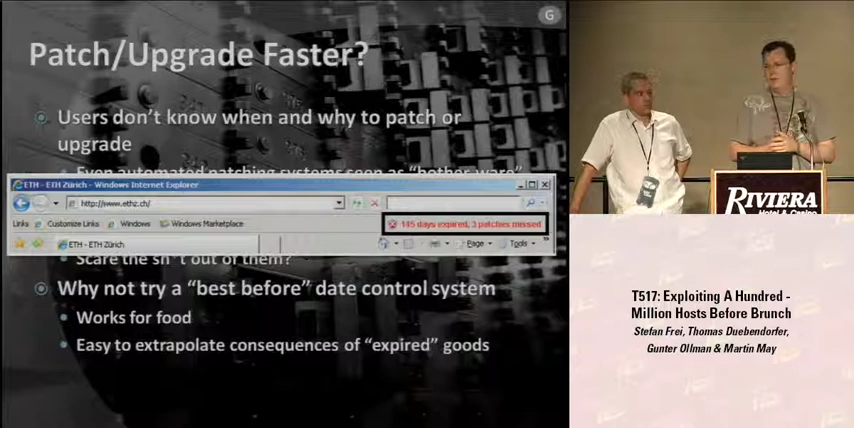 G
Patch/Upgrade Faster?
Users don't know when and why to patch or
upgrade
Even automated patching systems seen as "bother-ware"
ETH - ETH Zürich - Windows Internet Explorer
http://www.ethz.ch/
Links Customize Links Windows Windows Marketplace
145 days expired, 3 patches missed
ETH - ETH Zürich
Page Tools
Scare the sh*t out of them?
Why not try a "best before" date control system
Works for food
Easy to extrapolate consequences of "expired" goods
RIVIERA
Hotel & Casino
T517: Exploiting A Hundred -
Million Hosts Before Brunch
Stefan Frei, Thomas Duebendorfer,
Gunter Ollman & Martin May